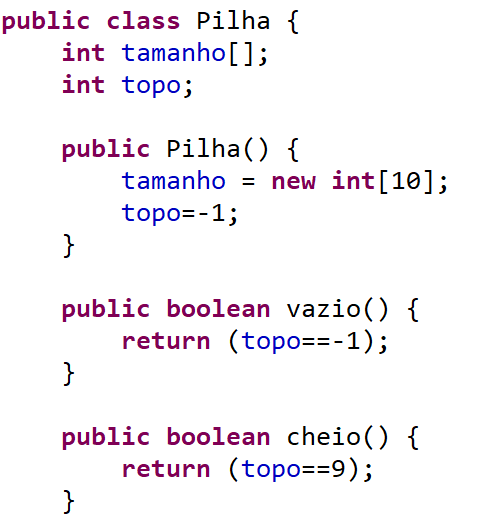 public class Pilha {
    int tamanho[];
    int topo;

    public Pilha() {
        tamanho = new int[10];
        topo=-1;
    }

    public boolean vazio() {
        return (topo==-1);
    }

    public boolean cheio() {
        return (topo==9);
    }